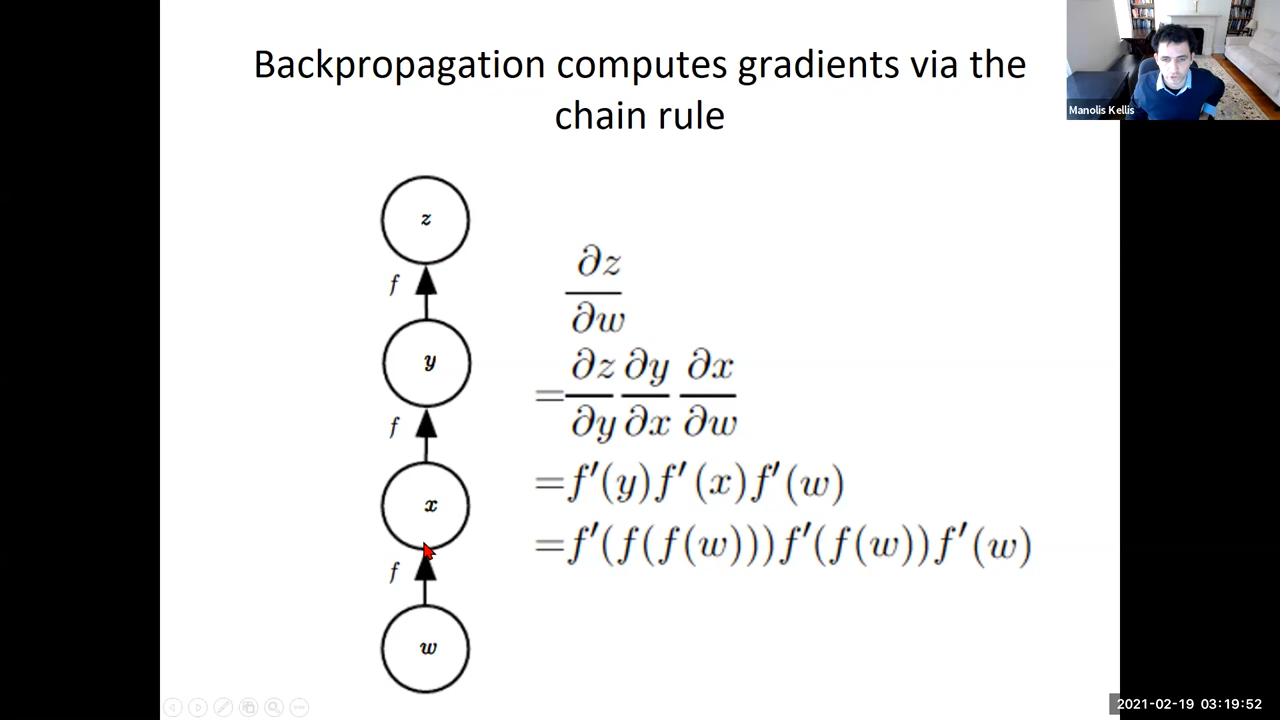 Backpropagation computes gradients via the
chain rule
Manolis Kellis
z
f
y
f
x
f
w
∂z
∂w
=∂z ∂y ∂x
∂y ∂x ∂w
=f′(y)f′(x)f′(w)
=f′(f(f(w)))f′(f(w))f′(w)
2021-02-19 03:19:52